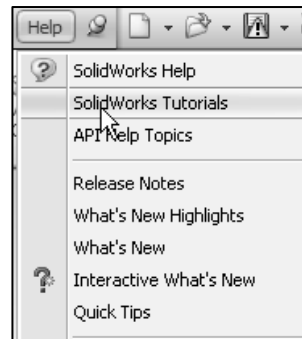 Help
SolidWorks Help
SolidWorks Tutorials
API Help Topics
Release Notes
What's New Highlights
What's New
Interactive What's New
Quick Tips